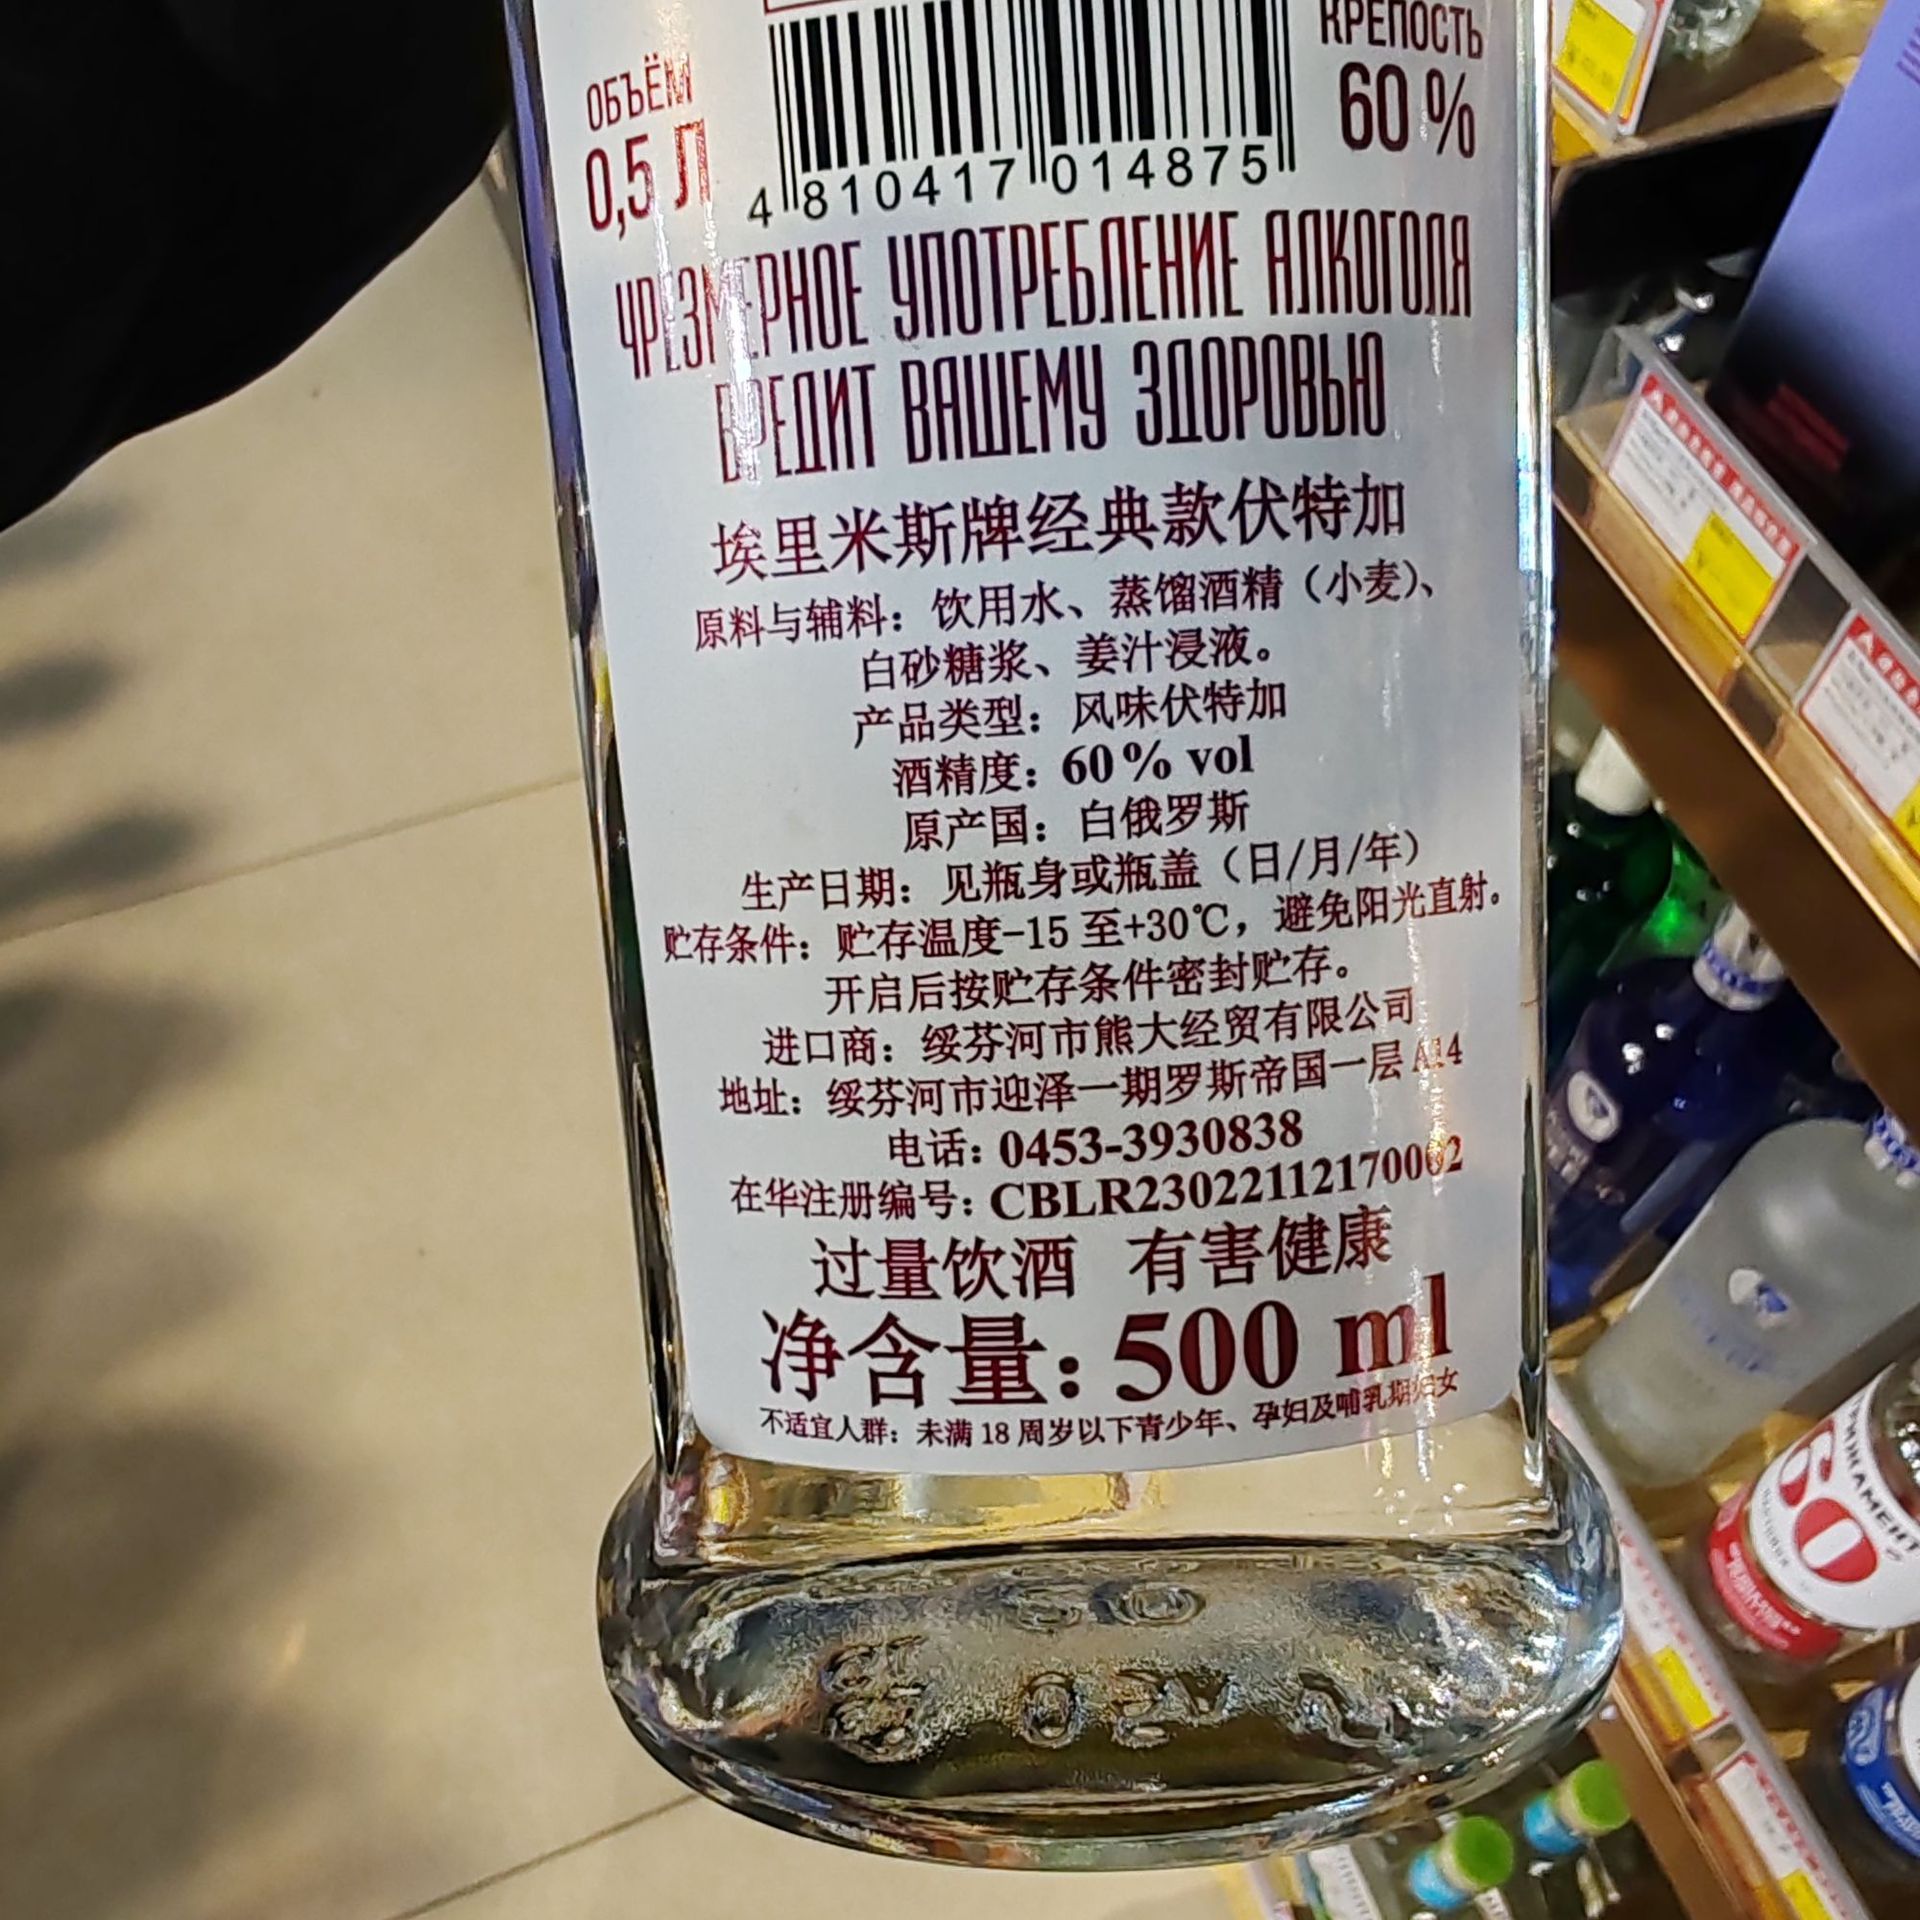 ОБЪЁМ
0,5 Л
КРЕПОСТЬ
60 %
4 810417 014875
ЧРЕЗМЕРНОЕ УПОТРЕБЛЕНИЕ АЛКОГОЛЯ
ВРЕДИТ ВАШЕМУ ЗДОРОВЬЮ
埃里米斯牌经典款伏特加
原料与辅料：饮用水、蒸馏酒精（小麦）、
白砂糖浆、姜汁浸液。
产品类型：风味伏特加
酒精度：60% vol
原产国：白俄罗斯
生产日期：见瓶身或瓶盖（日/月/年）
贮存条件：贮存温度-15 至+30℃，避免阳光直射。
开启后按贮存条件密封贮存。
进口商：绥芬河市熊大经贸有限公司
地址：绥芬河市迎泽一期罗斯帝国一层 A14
电话：0453-3930838
在华注册编号：CBLR23022112170002
过量饮酒 有害健康
净含量：500 ml
不适宜人群：未满 18 周岁以下青少年、孕妇及哺乳期妇女
60